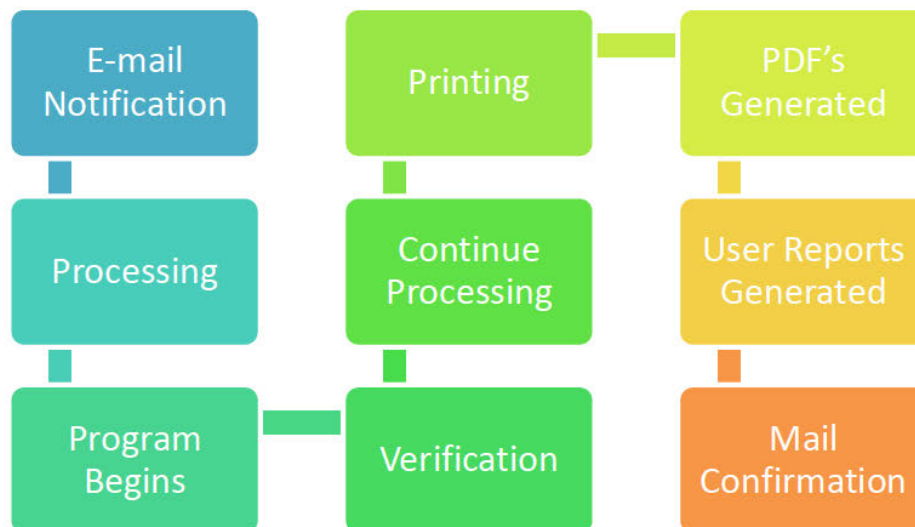 E-mail
Notification
Processing
Program
Begins
Verification
Continue
Processing
Printing
PDF's
Generated
User Reports
Generated
Mail
Confirmation